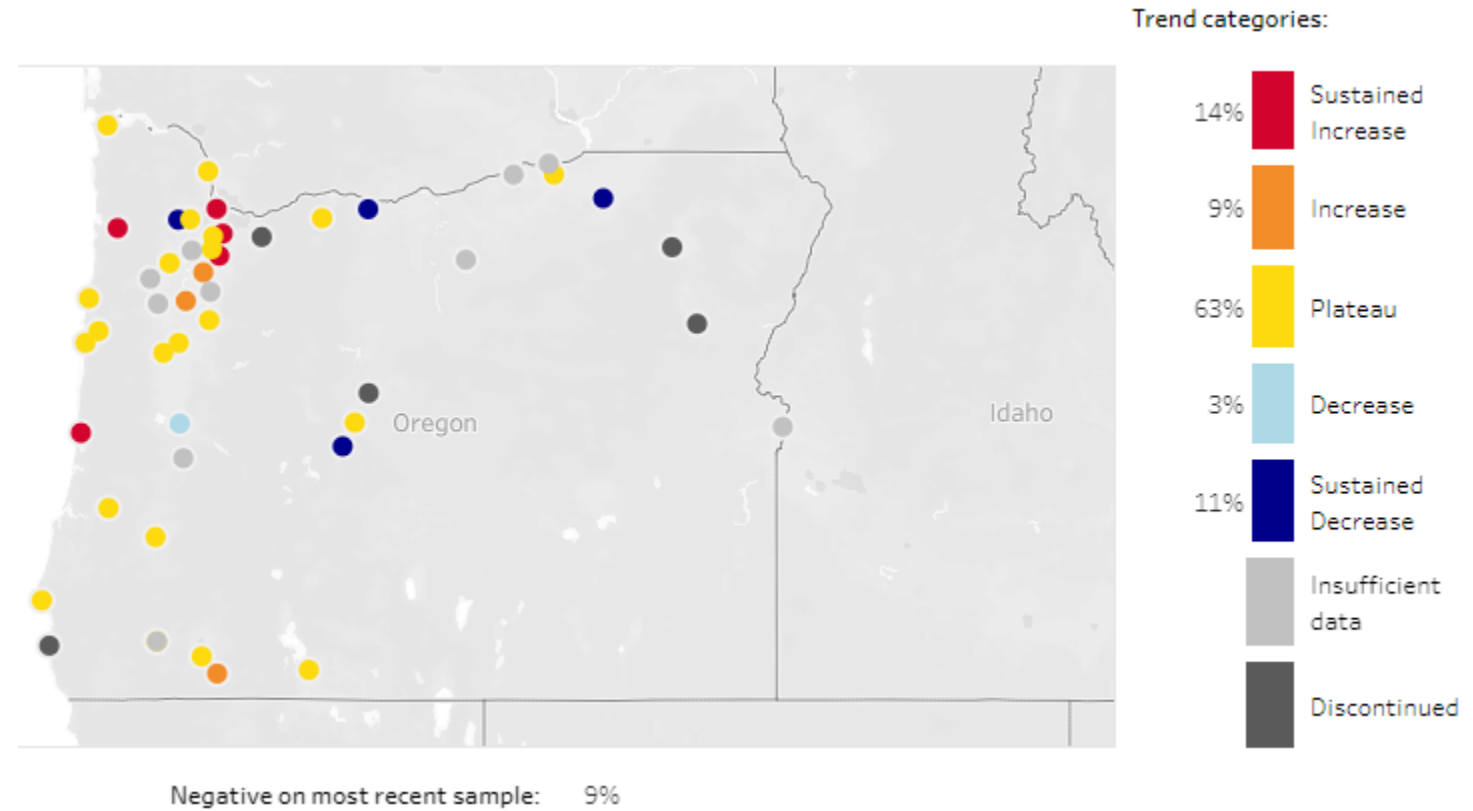 Trend categories:
14%
Sustained
Increase
9%
Increase
63%
Plateau
3%
Decrease
11%
Sustained
Decrease
Insufficient
data
Discontinued
Oregon
Idaho
Negative on most recent sample: 9%